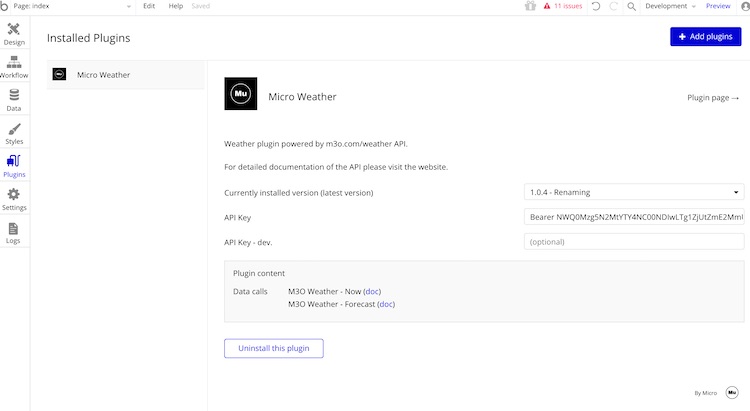 b Page: index Edit Help Saved 11 issues Development Preview
Design
Workflow
Data
Styles
Plugins
Settings
Logs
Installed Plugins
+ Add plugins
Mu Micro Weather
Mu Micro Weather
Plugin page →
Weather plugin powered by m3o.com/weather API.
For detailed documentation of the API please visit the website.
Currently installed version (latest version) 1.0.4 - Renaming
API Key
API Key - dev. (optional)
Plugin content
Data calls M3O Weather - Now (doc)
M3O Weather - Forecast (doc)
Uninstall this plugin
By Micro Mu